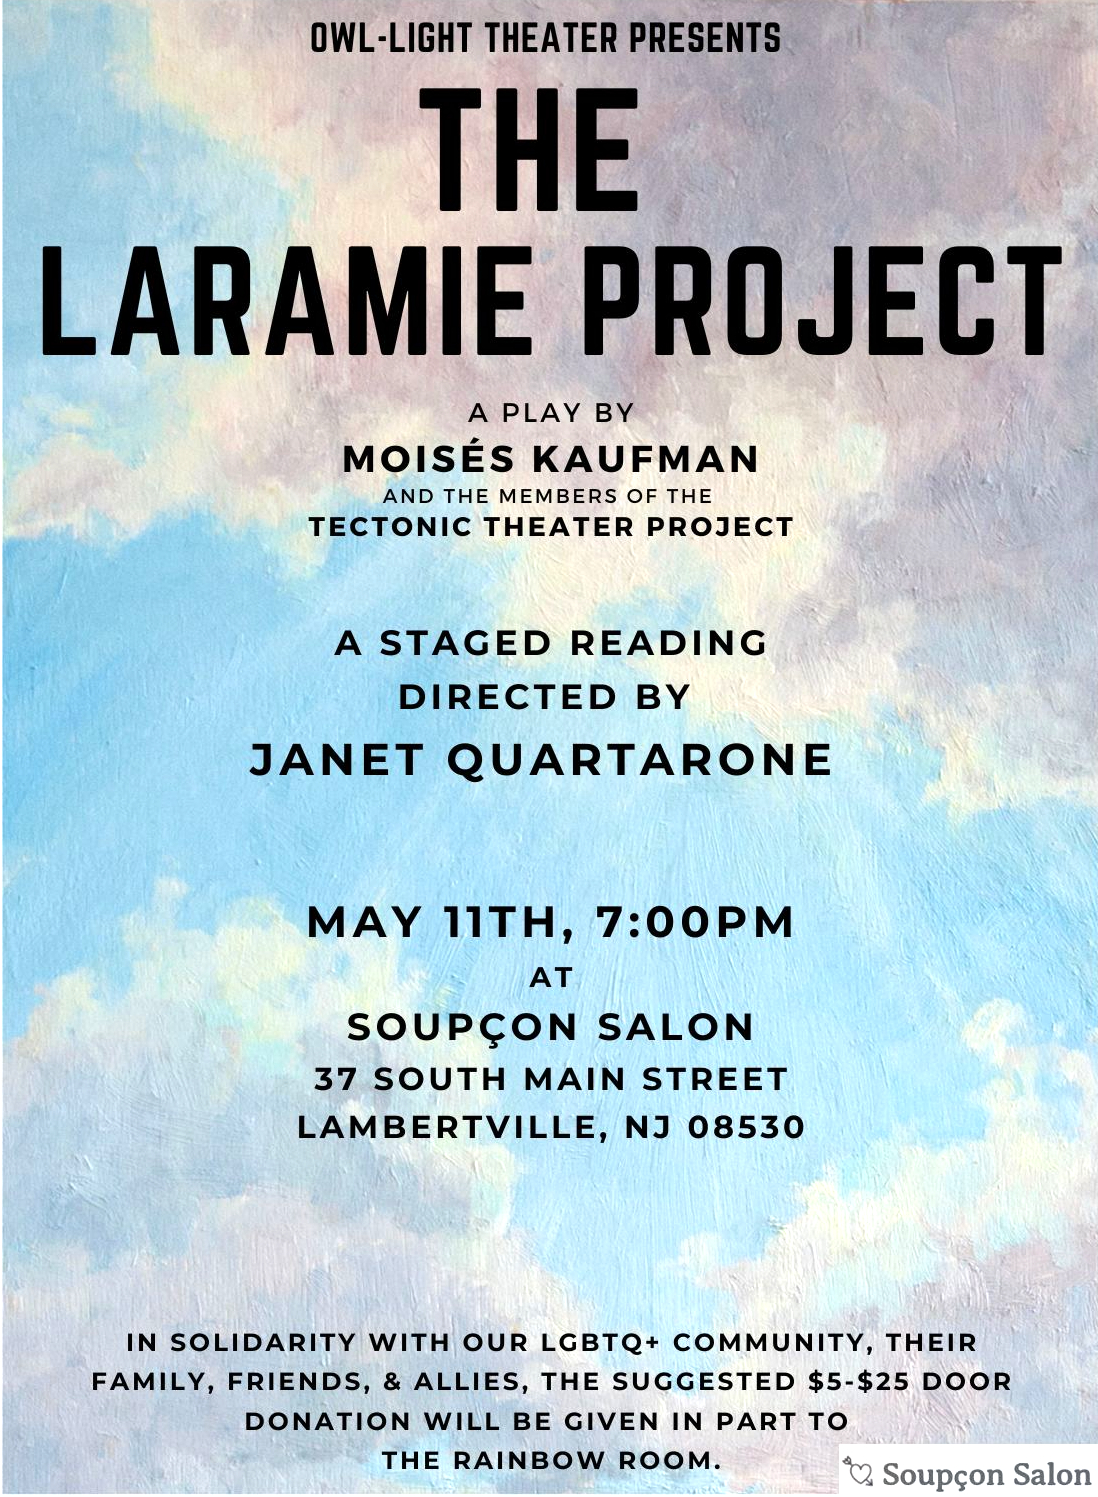 OWL-LIGHT THEATER PRESENTS
THE
LARAMIE PROJECT
A PLAY BY
MOISÉS KAUFMAN
AND THE MEMBERS OF THE
TECTONIC THEATER PROJECT
A STAGED READING
DIRECTED BY
JANET QUARTARONE
MAY 11TH, 7:00PM
AT
SOUPÇON SALON
37 SOUTH MAIN STREET
LAMBERTVILLE, NJ 08530
IN SOLIDARITY WITH OUR LGBTQ+ COMMUNITY, THEIR
FAMILY, FRIENDS, & ALLIES, THE SUGGESTED $5-$25 DOOR
DONATION WILL BE GIVEN IN PART TO
THE RAINBOW ROOM.
Soupçon Salon